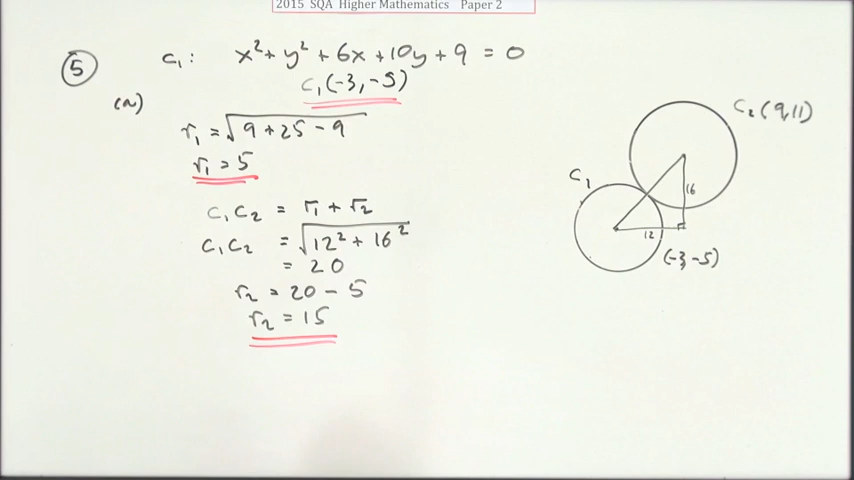 2015 SQA Higher Mathematics Paper 2
⑤ C₁: x² + y² + 6x + 10y + 9 = 0
C₁(-3, -5)
(a)
r₁ = √(9 + 25 - 9)
r₁ = 5
C₁C₂ = r₁ + r₂
C₁C₂ = √(12² + 16²)
= 20
r₂ = 20 - 5
r₂ = 15
C₂(9,11)
C₁
16
12
(-3, -5)